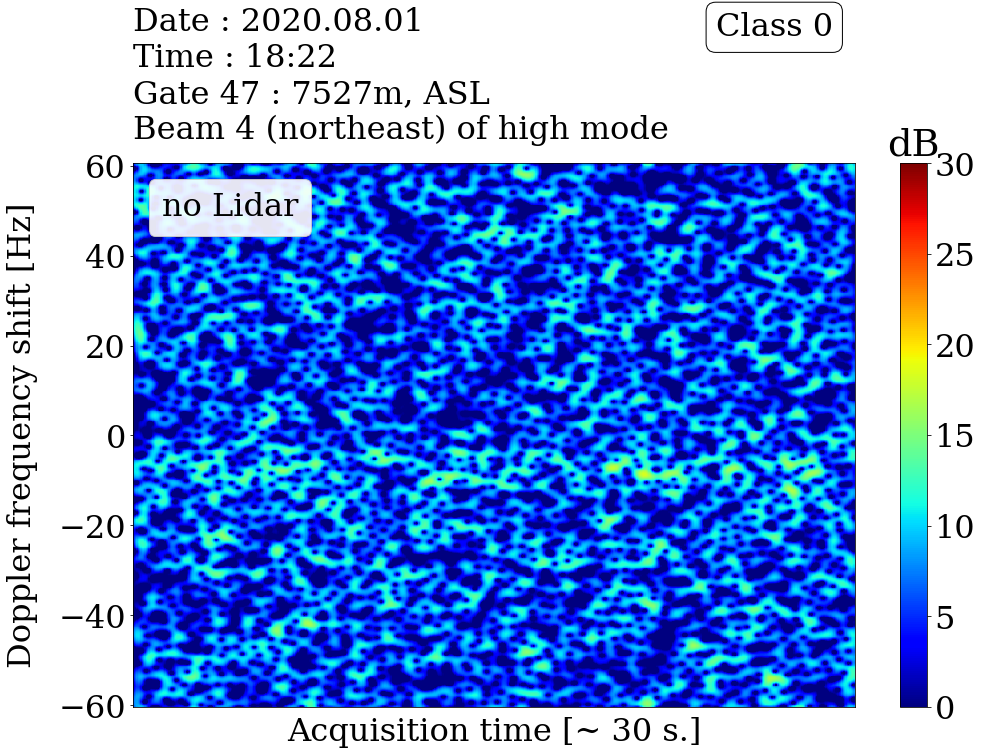 Date : 2020.08.01
Time : 18:22
Gate 47 : 7527m, ASL
Beam 4 (northeast) of high mode
Class 0
dB
no Lidar
60
40
20
0
−20
−40
−60
Doppler frequency shift [Hz]
Acquisition time [~ 30 s.]
30
25
20
15
10
5
0